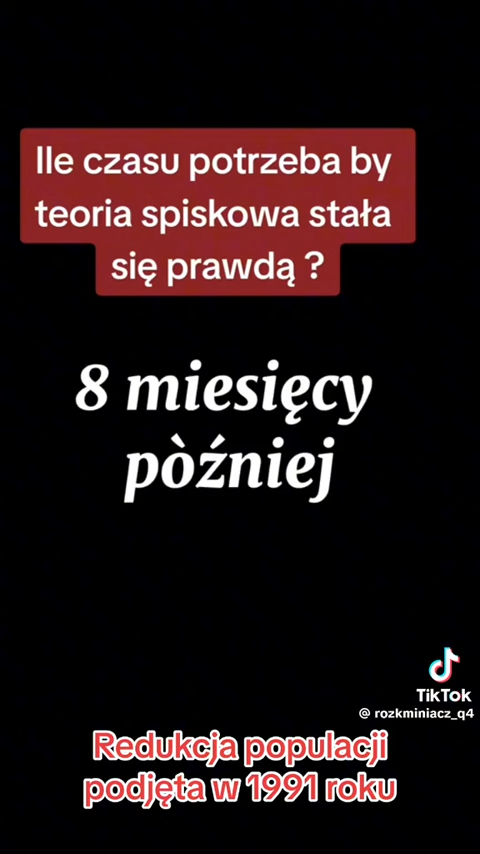 Ile czasu potrzeba by
teoria spiskowa stała
się prawdą ?
8 miesięcy
pòźniej
TikTok
@ rozkminiacz_q4
Redukcja populacji
podjęta w 1991 roku